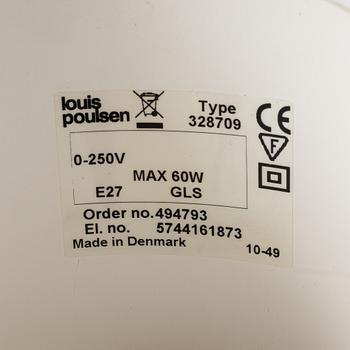 louis
poulsen
Type
328709
CE
F
0-250V
MAX 60W
E27 GLS
Order no. 494793
El. no. 5744161873
Made in Denmark 10-49